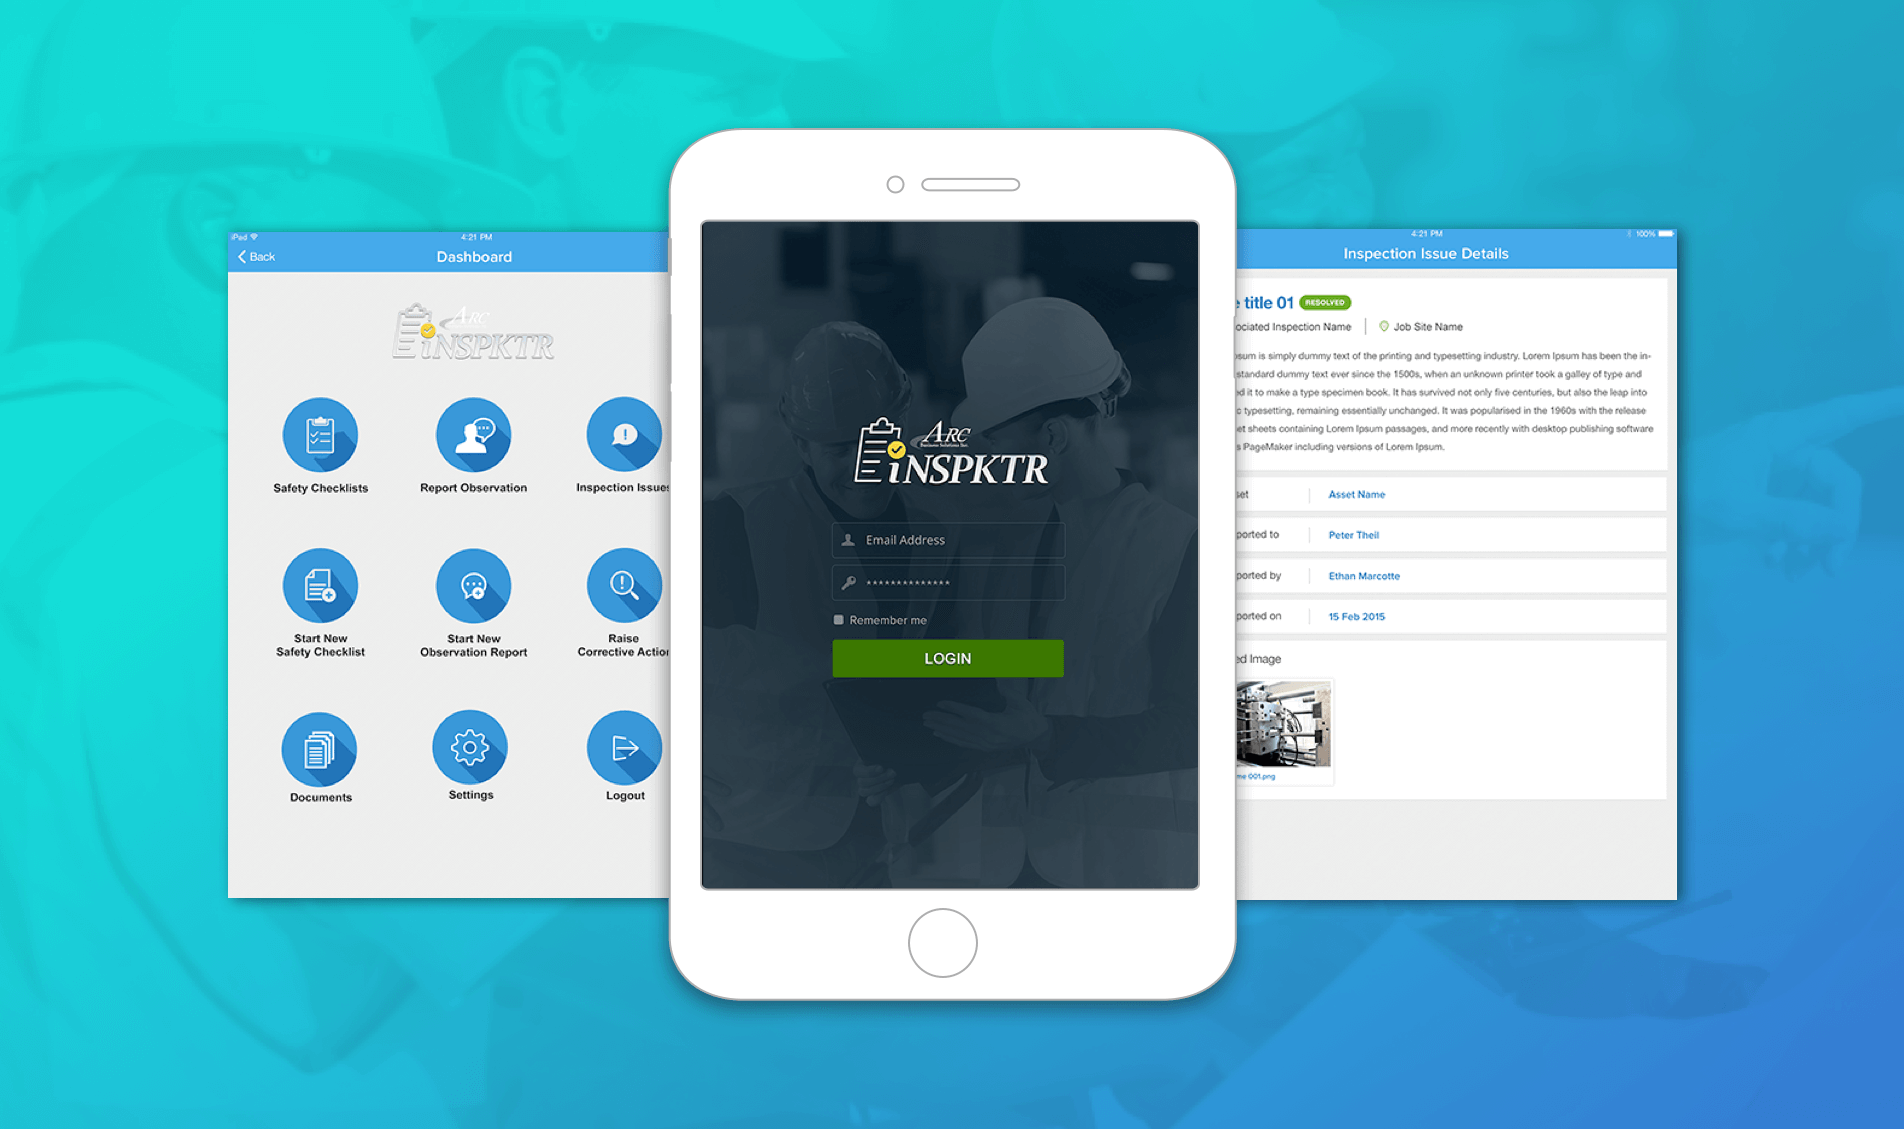 iPad
4:21 PM
Back
Dashboard
ARC
iNSPKTR
Safety Checklists
Report Observation
Inspection Issues
Start New
Safety Checklist
Start New
Observation Report
Raise
Corrective Action
Documents
Settings
Logout
ARC
Business Solutions Inc.
iNSPKTR
Email Address
**************
Remember me
LOGIN
4:21 PM
100%
Inspection Issue Details
e title 01 RESOLVED
ociated Inspection Name
Job Site Name
sum is simply dummy text of the printing and typesetting industry. Lorem Ipsum has been the in-
standard dummy text ever since the 1500s, when an unknown printer took a galley of type and
ed it to make a type specimen book. It has survived not only five centuries, but also the leap into
c typesetting, remaining essentially unchanged. It was popularised in the 1960s with the release
et sheets containing Lorem Ipsum passages, and more recently with desktop publishing software
s PageMaker including versions of Lorem Ipsum.
set
Asset Name
ported to
Peter Theil
ported by
Ethan Marcotte
ported on
15 Feb 2015
ed Image
me 001.png